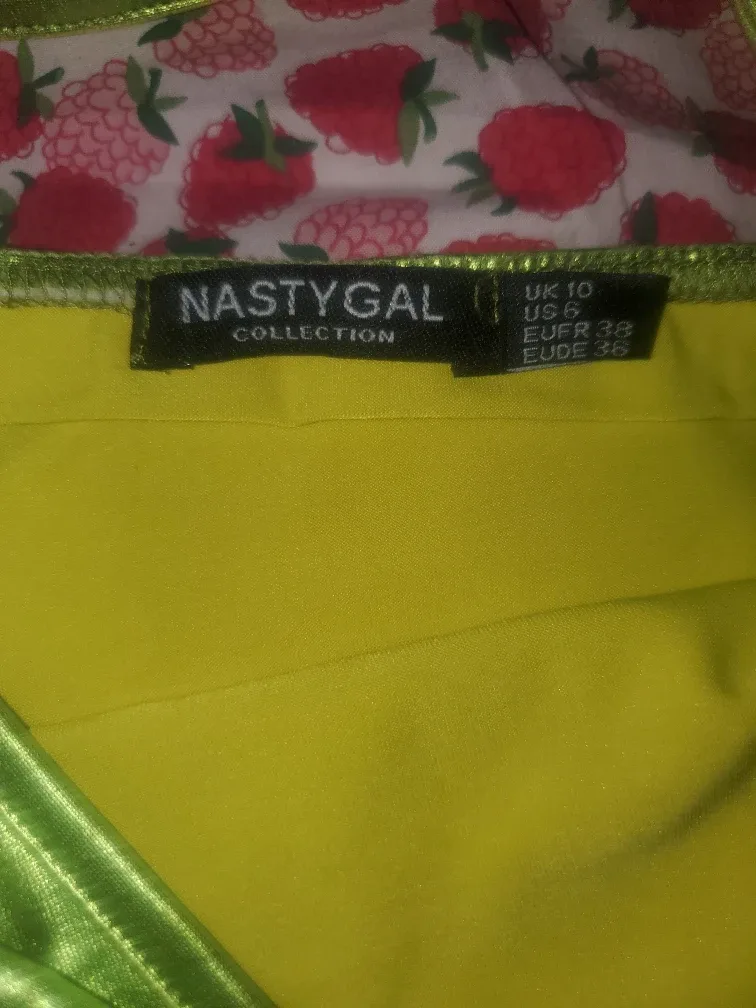 NASTYGAL
COLLECTION
UK 10
US 6
EUFR 38
EUDE 36